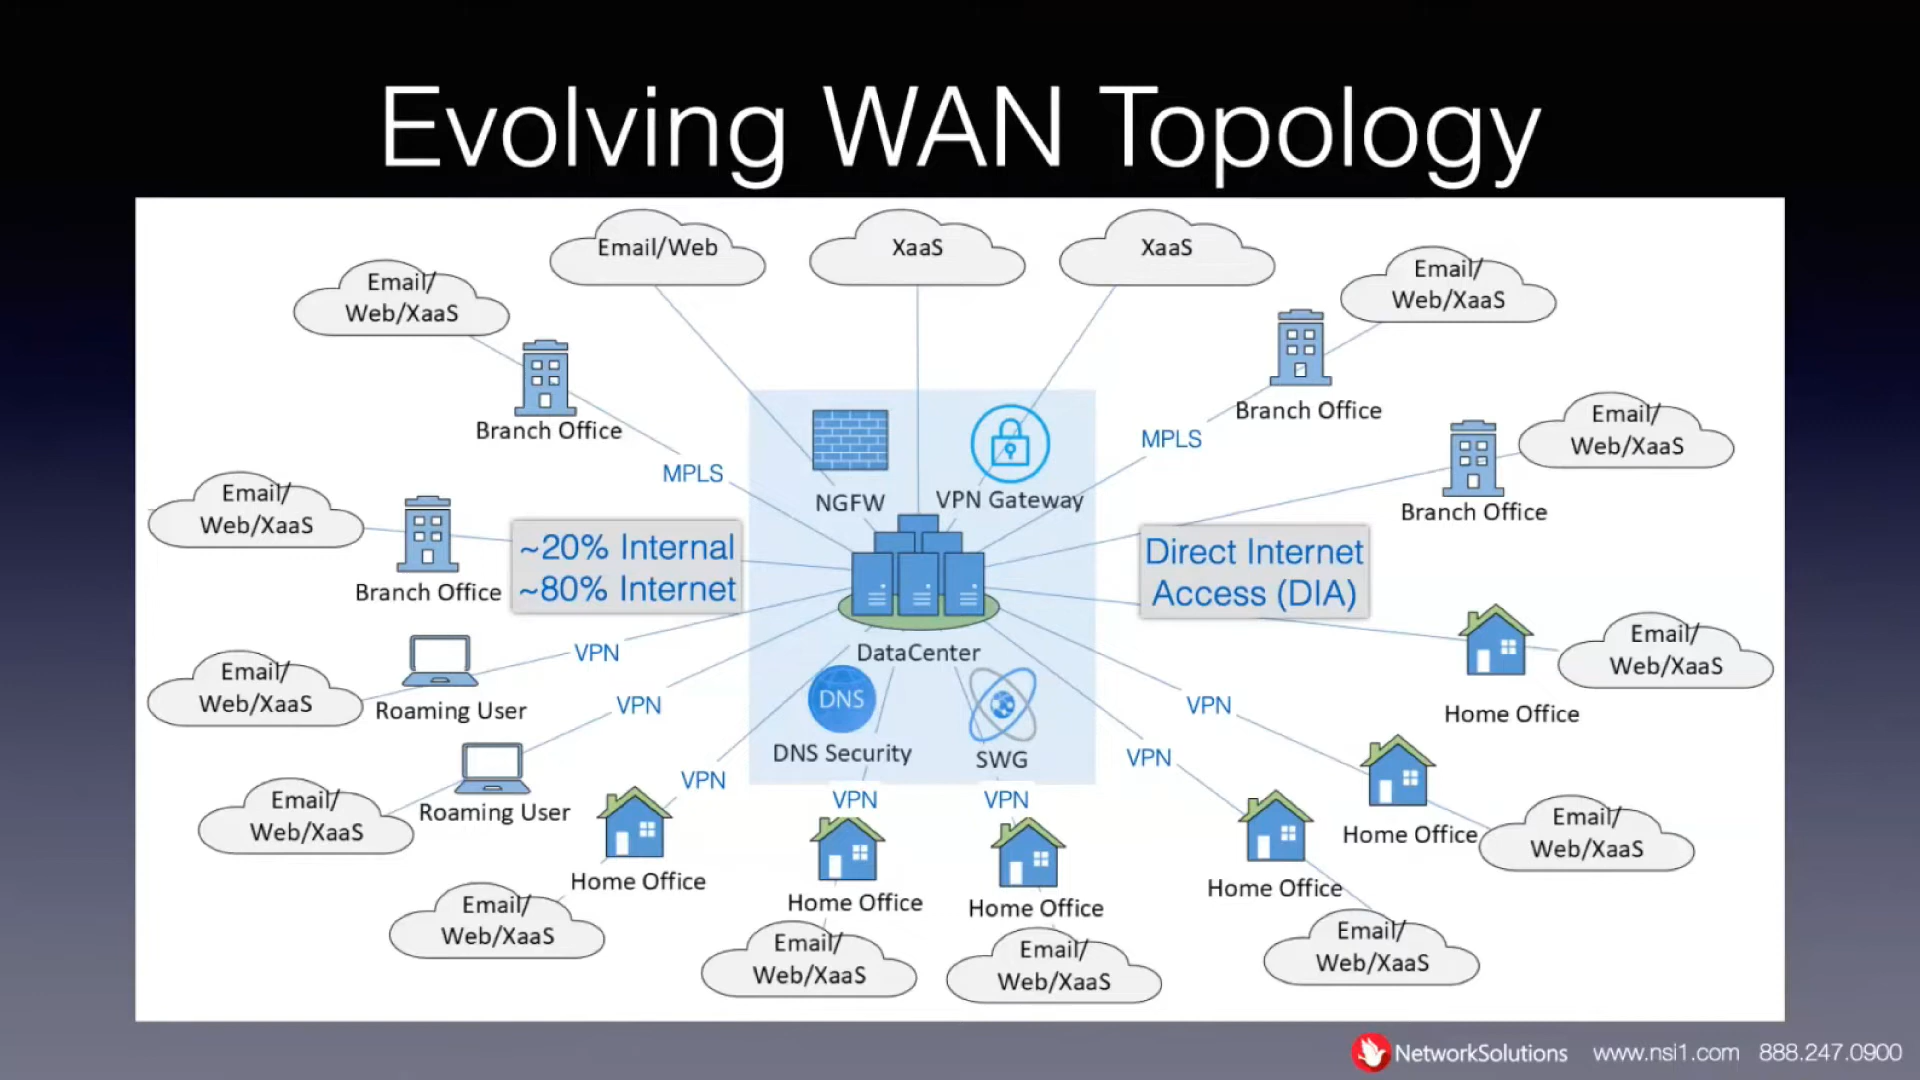 Evolving WAN Topology
Email/Web
XaaS
XaaS
Email/
Web/XaaS
Email/
Web/XaaS
Branch Office
Branch Office
MPLS
MPLS
Email/
Web/XaaS
Branch Office
NGFW
VPN Gateway
Email/
Web/XaaS
Branch Office
~20% Internal
~80% Internet
Direct Internet
Access (DIA)
DataCenter
VPN
Email/
Web/XaaS
Roaming User
Email/
Web/XaaS
Home Office
DNS
DNS Security
SWG
VPN
VPN
VPN
VPN
VPN
VPN
Email/
Web/XaaS
Roaming User
Home Office
Email/
Web/XaaS
Home Office
Home Office
Home Office
Home Office
Email/
Web/XaaS
Email/
Web/XaaS
Email/
Web/XaaS
Email/
Web/XaaS
NetworkSolutions www.nsi1.com 888.247.0900